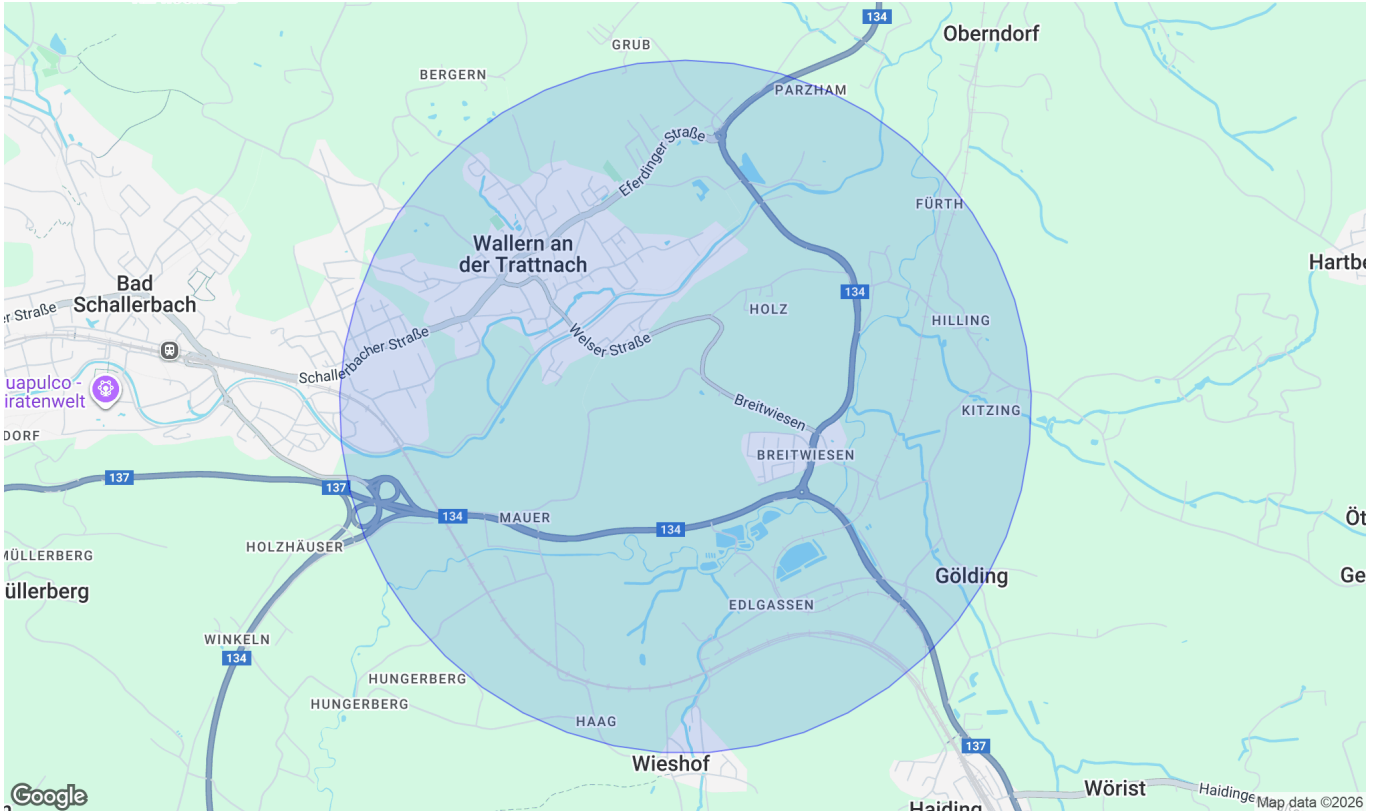 134
Oberndorf
GRUB
BERGERN
PARZHAM
Eferdinger Straße
FÜRTH
Wallern an
der Trattnach
Bad
Schallerbach
Hartbe
134
HOLZ
er Straße
HILLING
Welser Straße
Schallerbacher Straße
uapulco -
iratenwelt
Breitwiesen
KITZING
DORF
BREITWIESEN
137
137
134
MAUER
134
Öt
HOLZHÄUSER
MÜLLERBERG
üllerberg
Gölding
Ge
EDLGASSEN
WINKELN
134
HUNGERBERG
HUNGERBERG
HAAG
137
Wieshof
Wörist
Haidinge
Google
Haiding
Map data ©2026